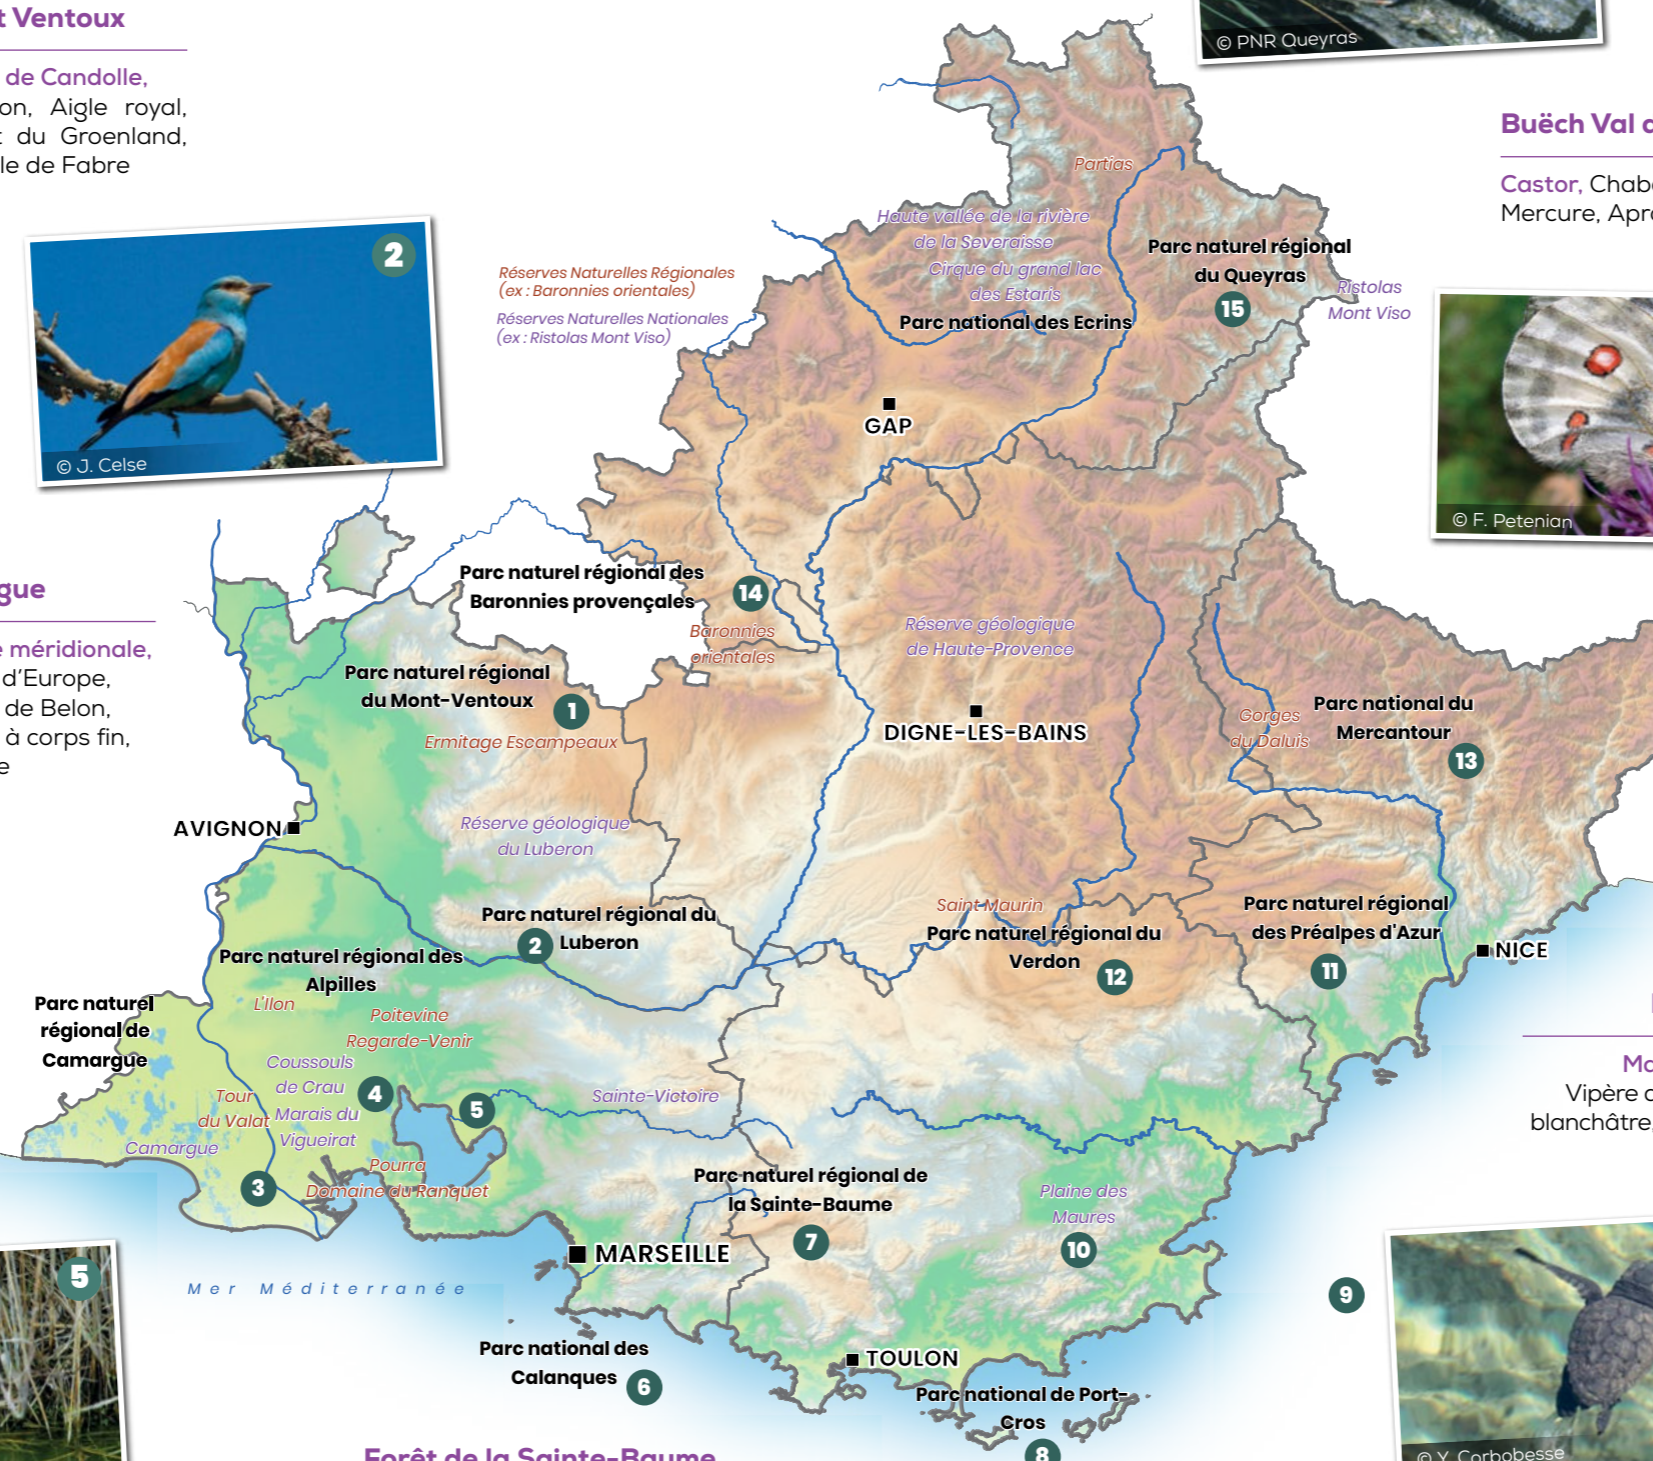 t Ventoux
de Candolle,
on, Aigle royal,
t du Groenland,
le de Fabre
© PNR Queyras
Buëch Val d
Castor, Chab
Mercure, Apr
2
© J. Celse
Réserves Naturelles Régionales
(ex : Baronnies orientales)
Réserves Naturelles Nationales
(ex : Ristolas Mont Viso)
Partias
Haute vallée de la rivière
de la Severaisse
Cirque du grand lac
des Estaris
Parc national des Ecrins
Parc naturel régional
du Queyras
15
Ristolas
Mont Viso
© F. Petenian
GAP
gue
e méridionale,
d'Europe,
de Belon,
à corps fin,
e
Parc naturel régional des
Baronnies provençales
14
Baronnies
orientales
Réserve géologique
de Haute-Provence
Parc naturel régional
du Mont-Ventoux
1
Ermitage Escampeaux
DIGNE-LES-BAINS
Gorges
du Daluis
Parc national du
Mercantour
13
AVIGNON
Réserve géologique
du Luberon
Parc naturel régional du
2 Luberon
Saint Maurin
Parc naturel régional du
Verdon
12
Parc naturel régional
des Préalpes d'Azur
11
NICE
Parc naturel régional des
Alpilles
Parc naturel
régional de
Camargue
L'Ilon
Poitevine
Regarde-Venir
Coussouls
de Crau
4
Tour
du Valat
Marais du
Vigueirat
5
Sainte-Victoire
Camargue
3
Pourra
Domaine du Ranquet
Ma
Vipère
blanchâtre,
Parc naturel régional de
la Sainte-Baume
7
Plaine des
Maures
10
MARSEILLE
5
Mer Méditerranée
9
Parc national des
Calanques
6
TOULON
Parc national de Port-
Cros
8
© Y. Corbobesse
Forêt de la Sainte-Baume